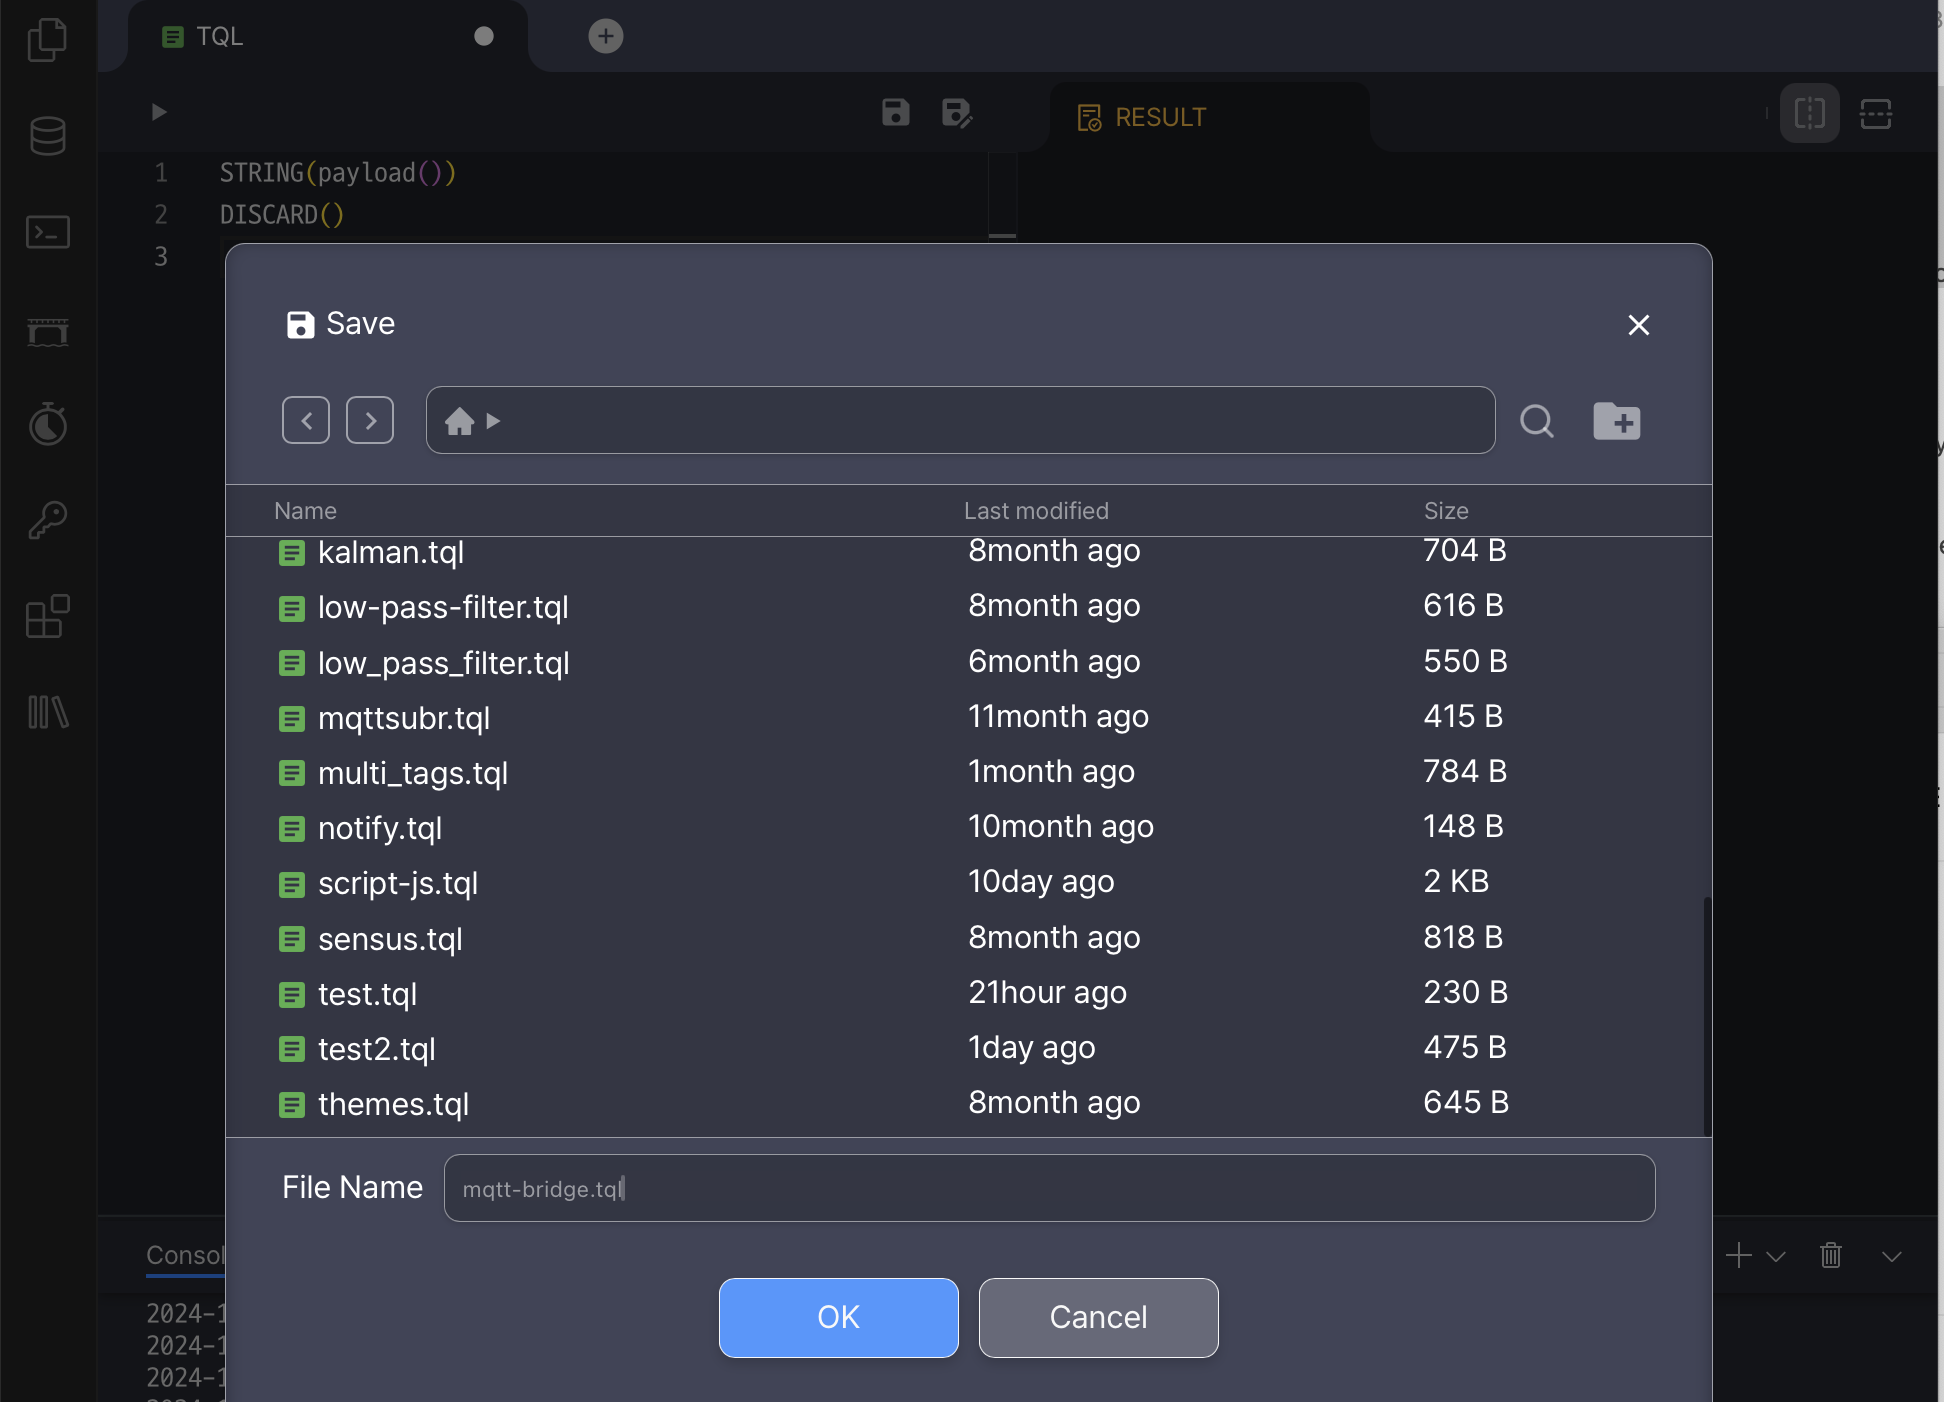 TQL
RESULT
1 STRING(payload())
2 DISCARD()
3
Save
Name Last modified Size
kalman.tql 8month ago 704 B
low-pass-filter.tql 8month ago 616 B
low_pass_filter.tql 6month ago 550 B
mqttsubr.tql 11month ago 415 B
multi_tags.tql 1month ago 784 B
notify.tql 10month ago 148 B
script-js.tql 10day ago 2 KB
sensus.tql 8month ago 818 B
test.tql 21hour ago 230 B
test2.tql 1day ago 475 B
themes.tql 8month ago 645 B
File Name mqtt-bridge.tql
Consol
OK Cancel
2024-1
2024-1
2024-1